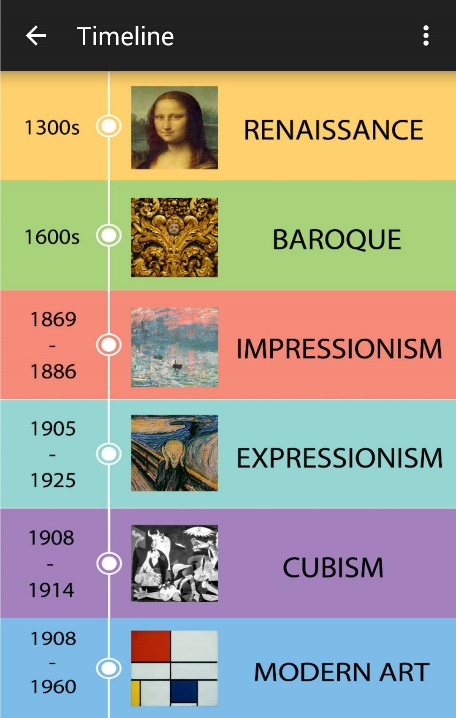 Timeline
1300s
RENAISSANCE
1600s
BAROQUE
1869
-
1886
IMPRESSIONISM
1905
-
1925
EXPRESSIONISM
1908
-
1914
CUBISM
1908
-
1960
MODERN ART